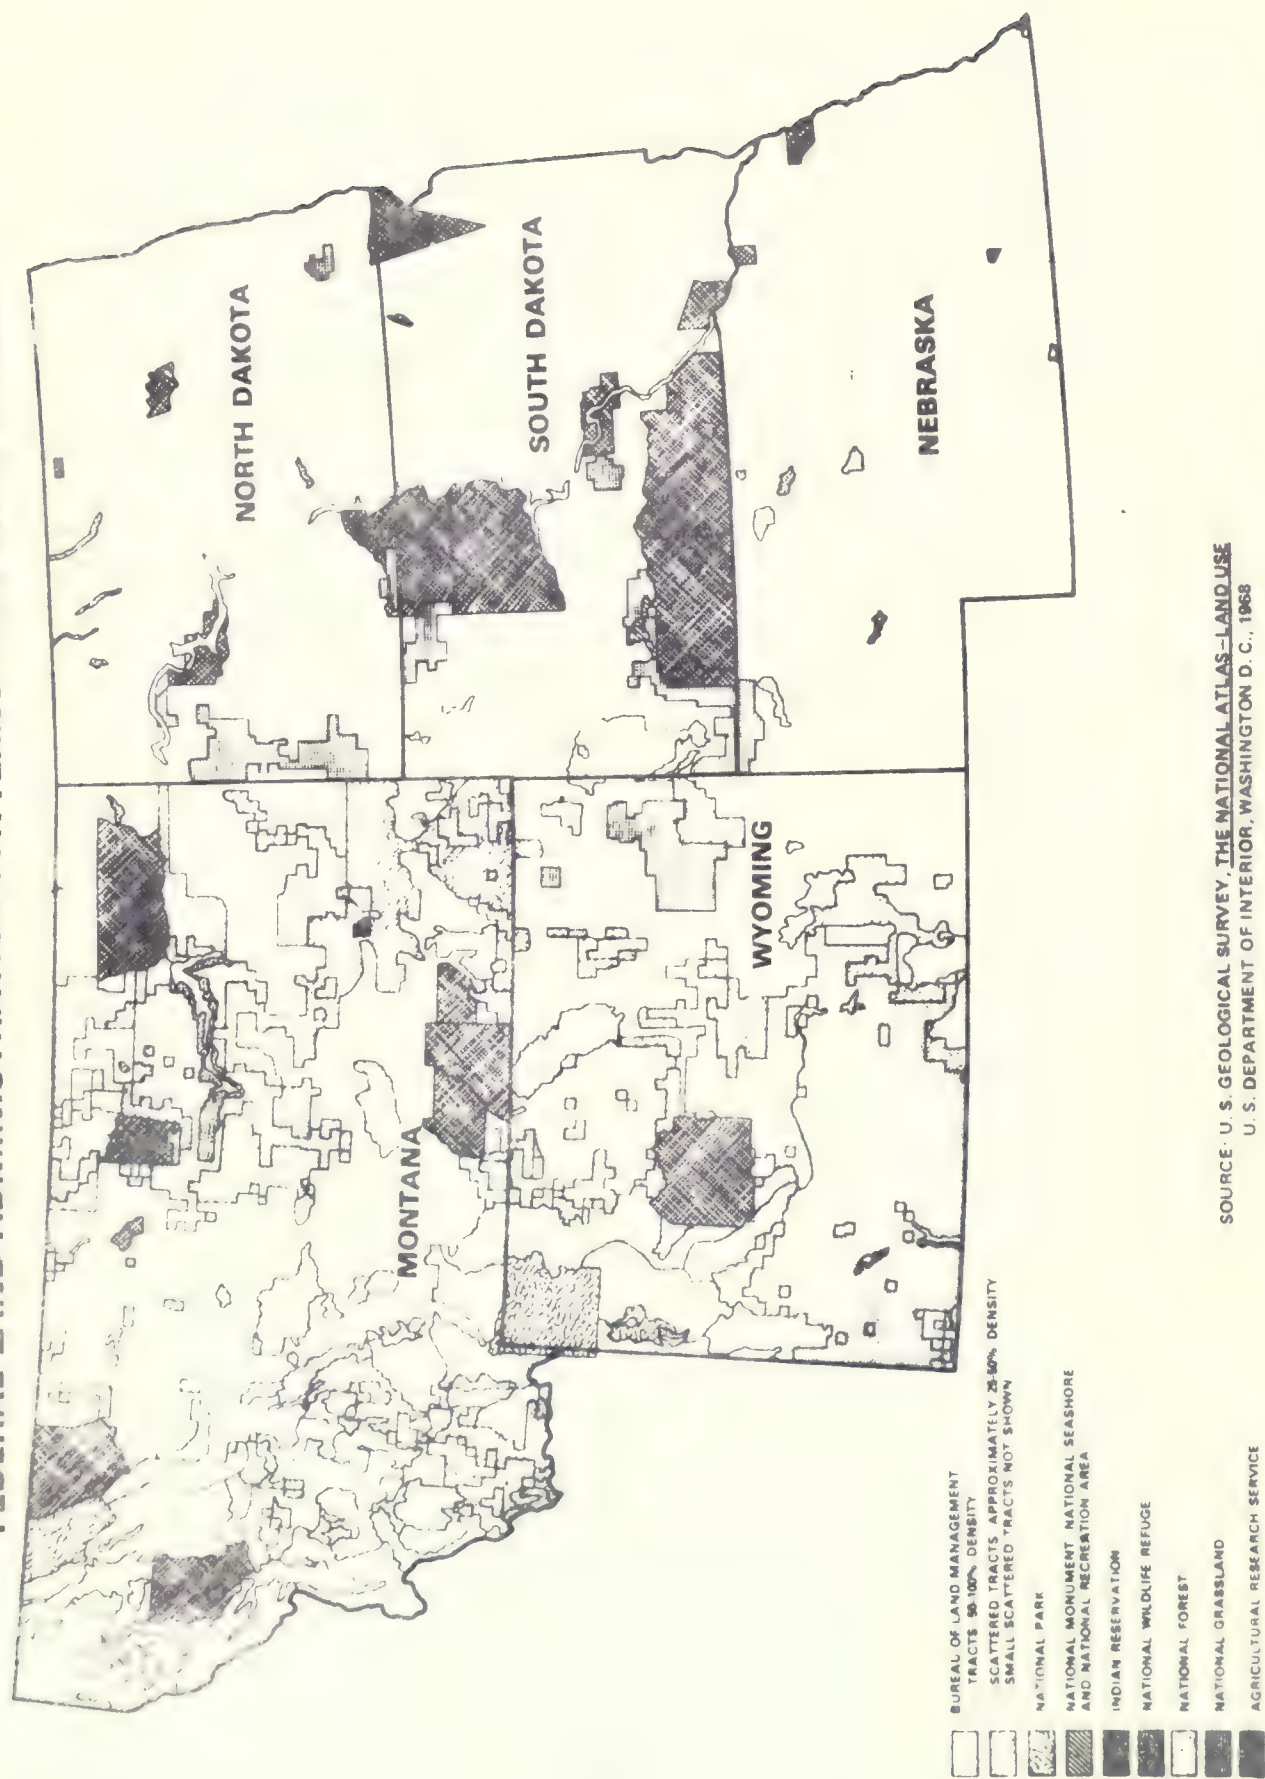 NORTH DAKOTA
SOUTH DAKOTA
NEBRASKA
MONTANA
WYOMING
BUREAU OF LAND MANAGEMENT
TRACTS 50-100% DENSITY
SCATTERED TRACTS APPROXIMATELY 25-50% DENSITY
SMALL SCATTERED TRACTS NOT SHOWN
NATIONAL PARK
NATIONAL MONUMENT NATIONAL SEASHORE
AND NATIONAL RECREATION AREA
INDIAN RESERVATION
NATIONAL WILDLIFE REFUGE
NATIONAL FOREST
NATIONAL GRASSLAND
AGRICULTURAL RESEARCH SERVICE
SOURCE: U. S. GEOLOGICAL SURVEY, THE NATIONAL ATLAS-LAND USE
U. S. DEPARTMENT OF INTERIOR, WASHINGTON D. C., 1968